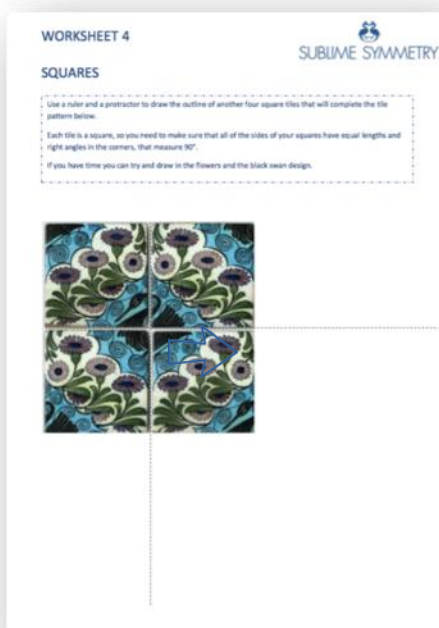 WORKSHEET 4
SUBLIME SYMMETRY
SQUARES
Use a ruler and a protractor to draw the outline of another four square tiles that will complete the tile
pattern below.
Each tile is a square, so you need to make sure that all of the sides of your squares have equal lengths and
right angles in the corners, that measure 90°.
If you have time you can try and draw in the flowers and the black swan design.